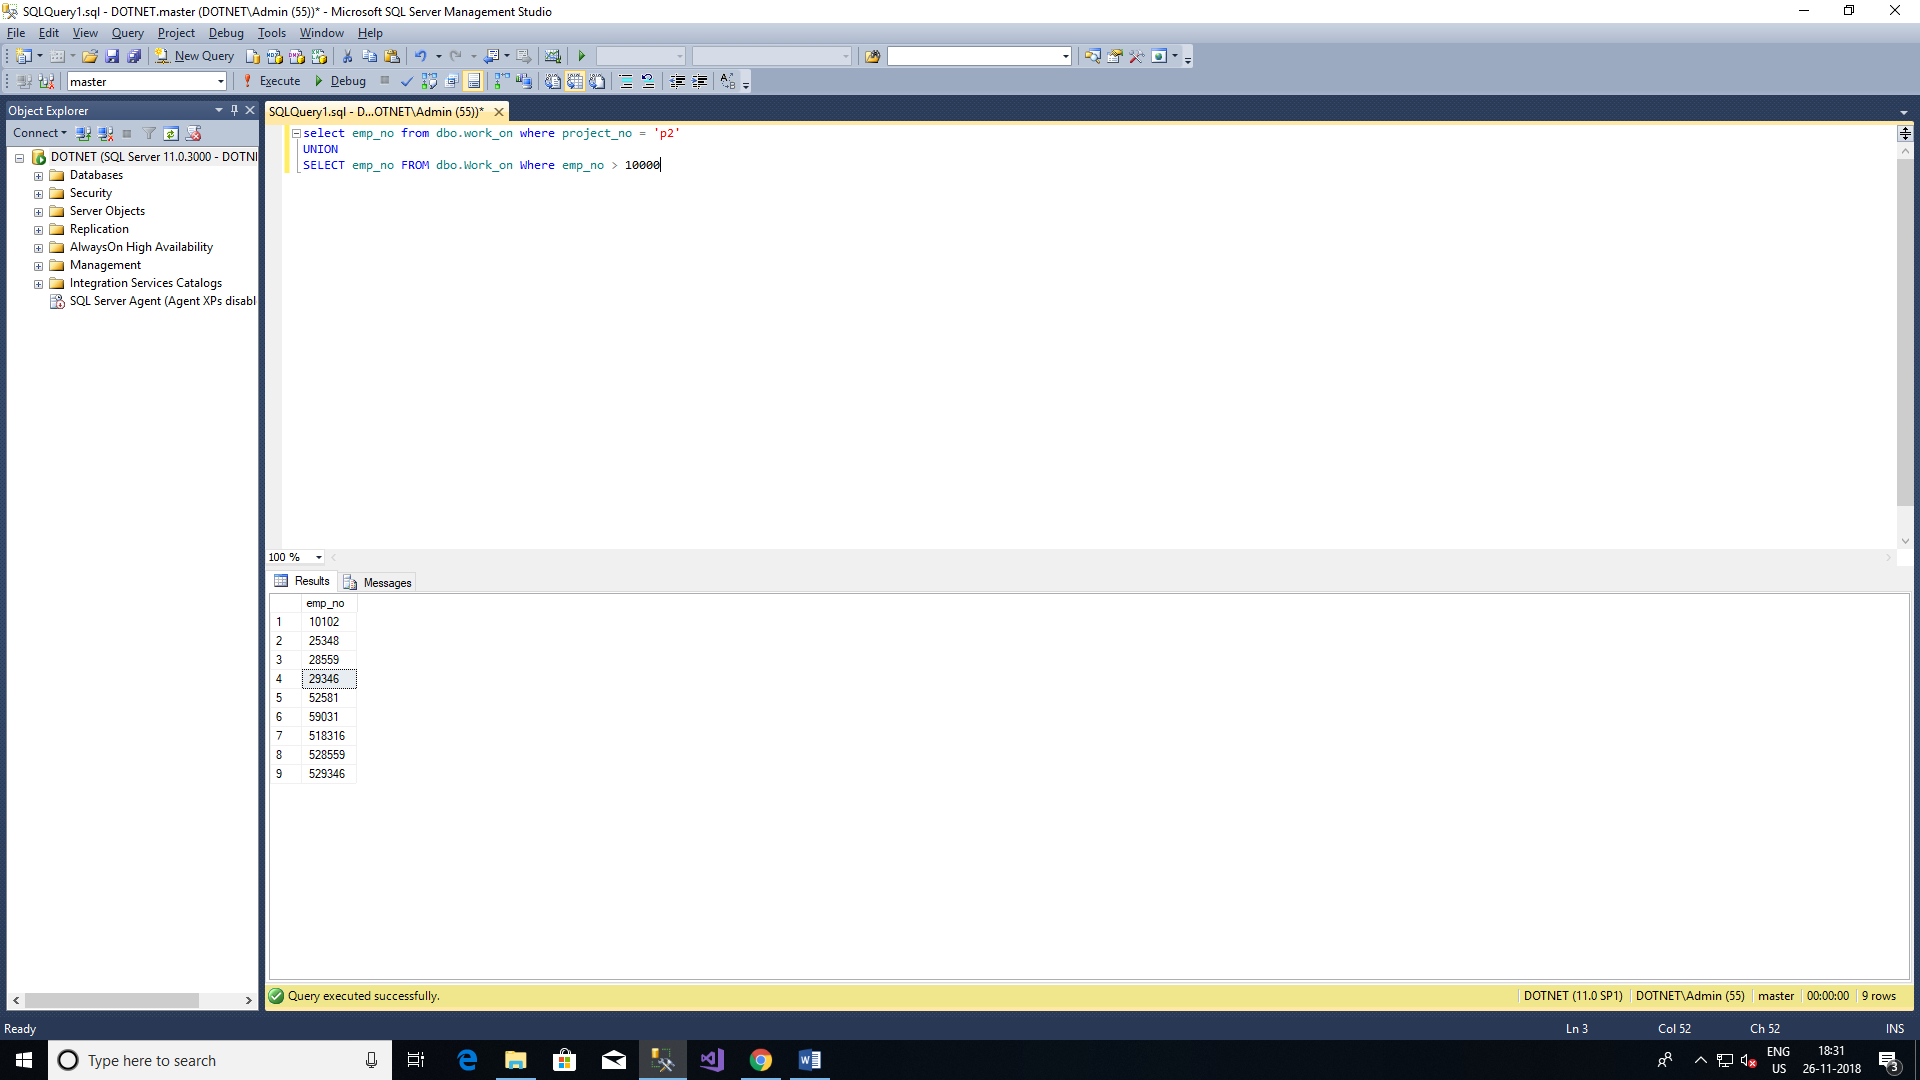 SQLQuery1.sql - DOTNET.master (DOTNET\Admin (55))* - Microsoft SQL Server Management Studio
File Edit View Query Project Debug Tools Window Help
New Query
master Execute Debug
Object Explorer
Connect
DOTNET (SQL Server 11.0.3000 - DOTNI
Databases
Security
Server Objects
Replication
AlwaysOn High Availability
Management
Integration Services Catalogs
SQL Server Agent (Agent XPs disabl
SQLQuery1.sql - D...OTNET\Admin (55))*
select emp_no from dbo.work_on where project_no = 'p2'
UNION
SELECT emp_no FROM dbo.Work_on Where emp_no > 10000
100 %
Results Messages
emp_no
1 10102
2 25348
3 28559
4 29346
5 52581
6 59031
7 518316
8 528559
9 529346
Query executed successfully. DOTNET (11.0 SP1) DOTNET\Admin (55) master 00:00:00 9 rows
Ready Ln 3 Col 52 Ch 52 INS
Type here to search
ENG
US
18:31
26-11-2018
3